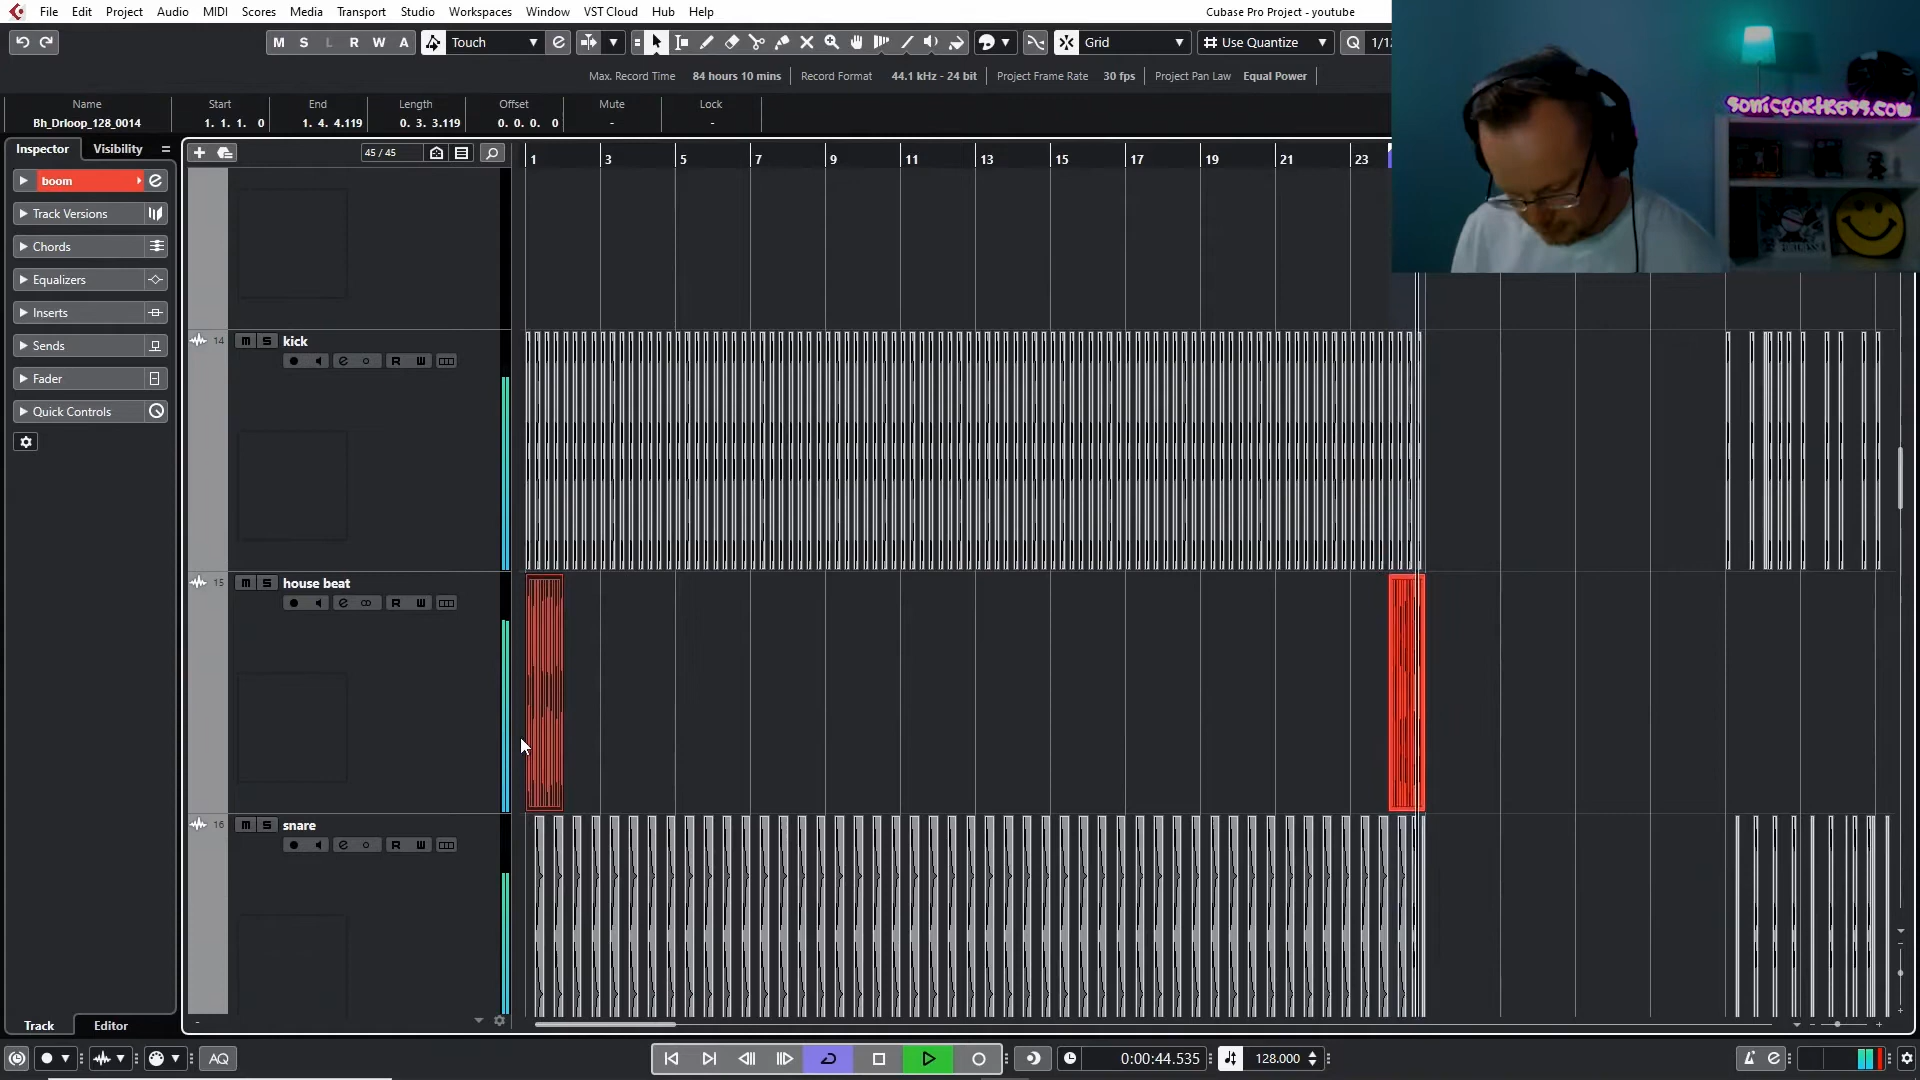 File Edit Project Audio MIDI Scores Media Transport Studio Workspaces Window VST Cloud Hub Help
Cubase Pro Project - youtube
M S L R W A Touch Grid Use Quantize Q 1/1
Max. Record Time 84 hours 10 mins Record Format 44.1 kHz - 24 bit Project Frame Rate 30 fps Project Pan Law Equal Power
Name Start End Length Offset Mute Lock
Bh_Drloop_128_0014 1. 1. 1. 0 1. 4. 4.119 0. 3. 3.119 0. 0. 0. 0 - -
Inspector Visibility
45 / 45
1 3 5 7 9 11 13 15 17 19 21 23
boom
Track Versions
Chords
Equalizers
Inserts
Sends
Fader
Quick Controls
14 m S kick
R W
15 m S house beat
R W
16 m S snare
R W
Track Editor
AQ
0:00:44.535
128.000